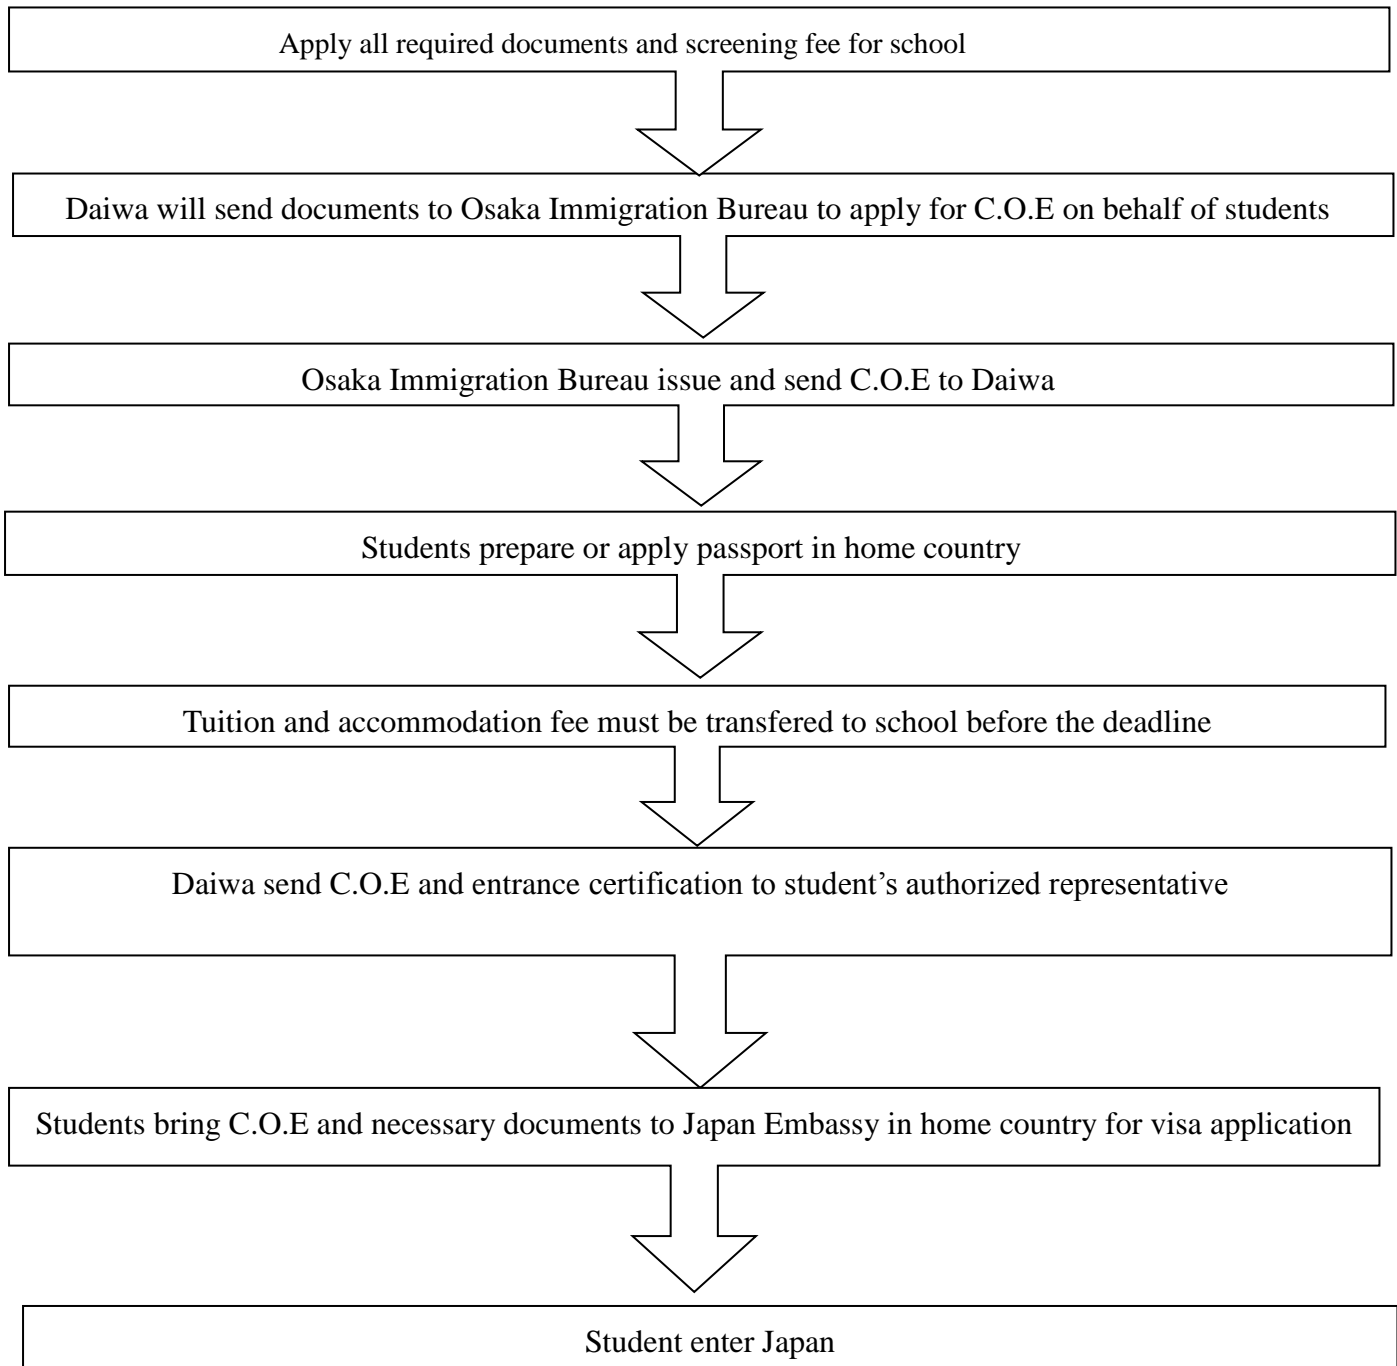 Apply all required documents and screening fee for school
Daiwa will send documents to Osaka Immigration Bureau to apply for C.O.E on behalf of students
Osaka Immigration Bureau issue and send C.O.E to Daiwa
Students prepare or apply passport in home country
Tuition and accommodation fee must be transfered to school before the deadline
Daiwa send C.O.E and entrance certification to student’s authorized representative
Students bring C.O.E and necessary documents to Japan Embassy in home country for visa application
Student enter Japan